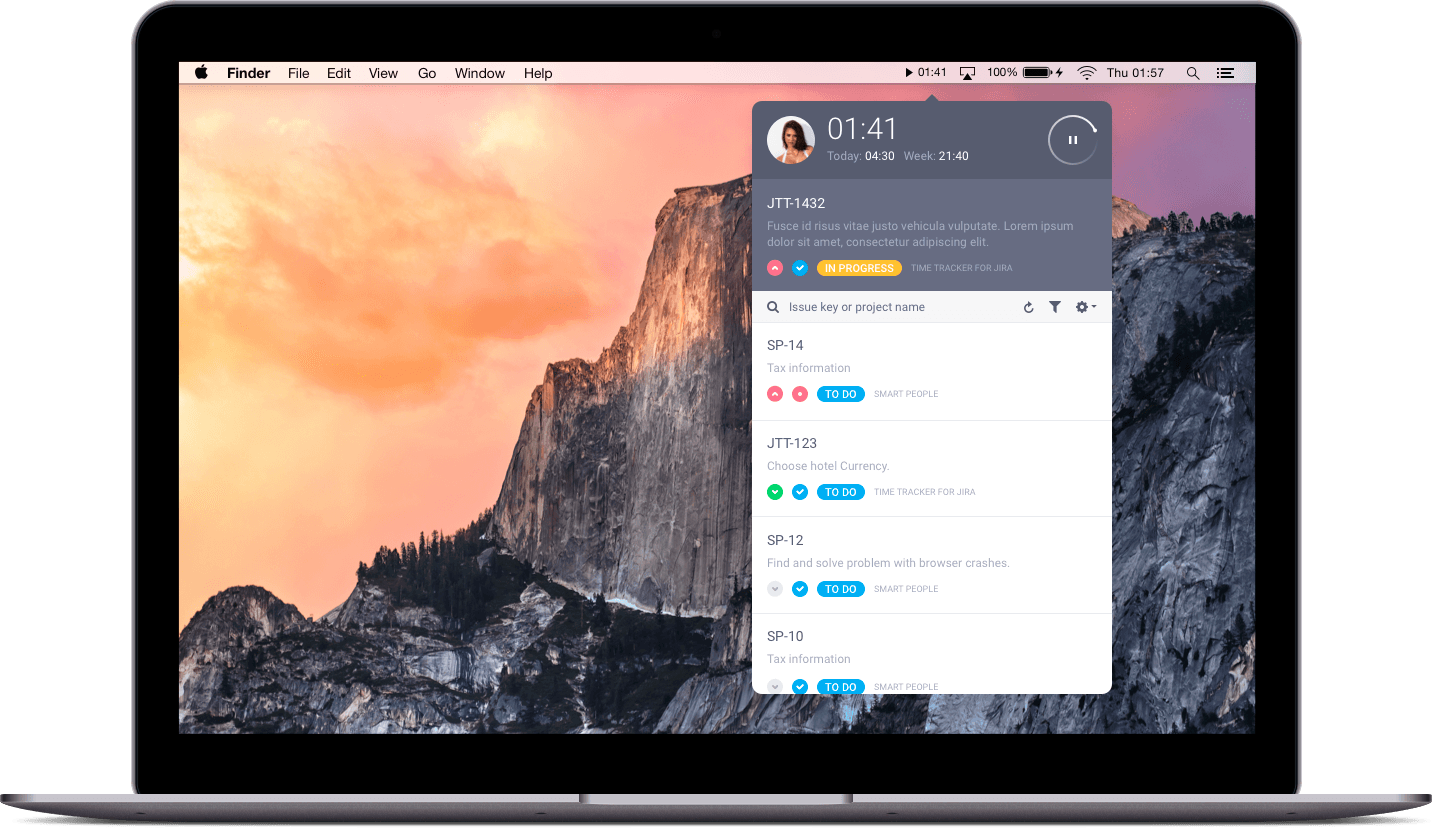 Finder File Edit View Go Window Help 01:41 100% Thu 01:57
01:41
Today: 04:30 Week: 21:40
JTT-1432
Fusce id risus vitae justo vehicula vulputate. Lorem ipsum
dolor sit amet, consectetur adipiscing elit.
IN PROGRESS TIME TRACKER FOR JIRA
Issue key or project name
SP-14
Tax information
TO DO SMART PEOPLE
JTT-123
Choose hotel Currency.
TO DO TIME TRACKER FOR JIRA
SP-12
Find and solve problem with browser crashes.
TO DO SMART PEOPLE
SP-10
Tax information
TO DO SMART PEOPLE